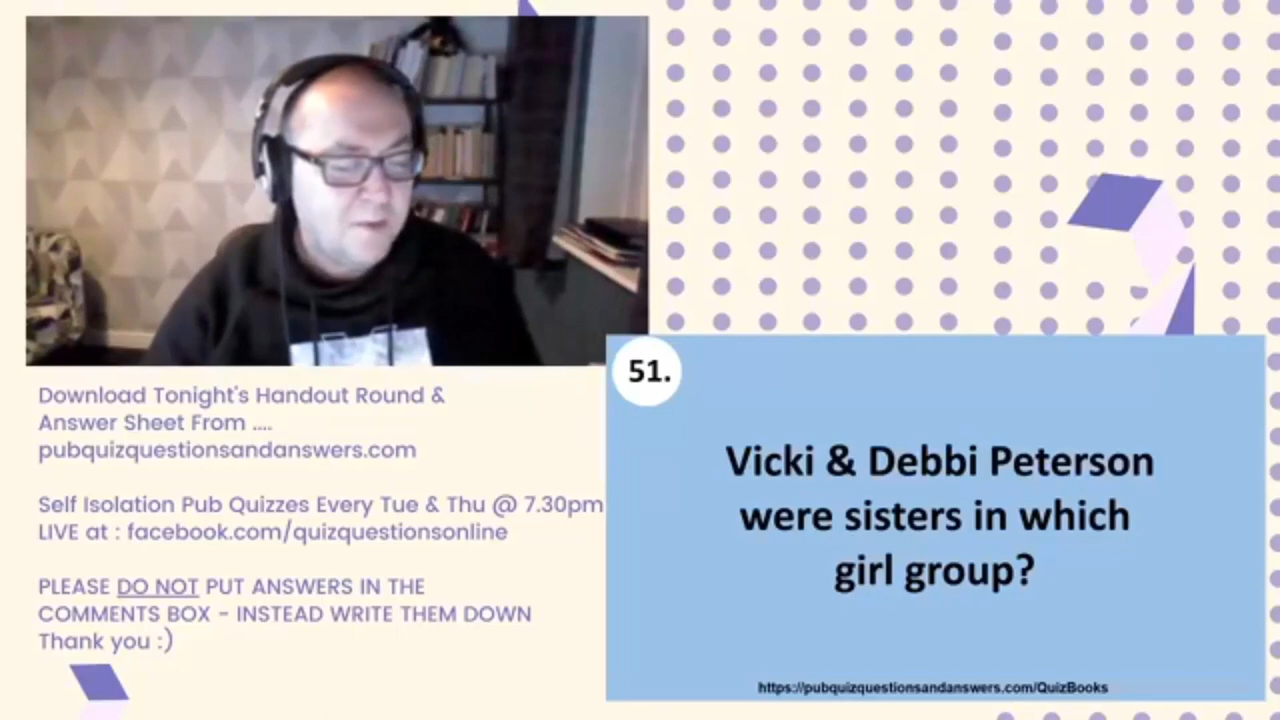 Download Tonight's Handout Round &
Answer Sheet From ....
pubquizquestionsandanswers.com
Self Isolation Pub Quizzes Every Tue & Thu @ 7.30pm
LIVE at : facebook.com/quizquestionsonline
PLEASE DO NOT PUT ANSWERS IN THE
COMMENTS BOX - INSTEAD WRITE THEM DOWN
Thank you :)
51.
Vicki & Debbi Peterson
were sisters in which
girl group?
https://pubquizquestionsandanswers.com/QuizBooks